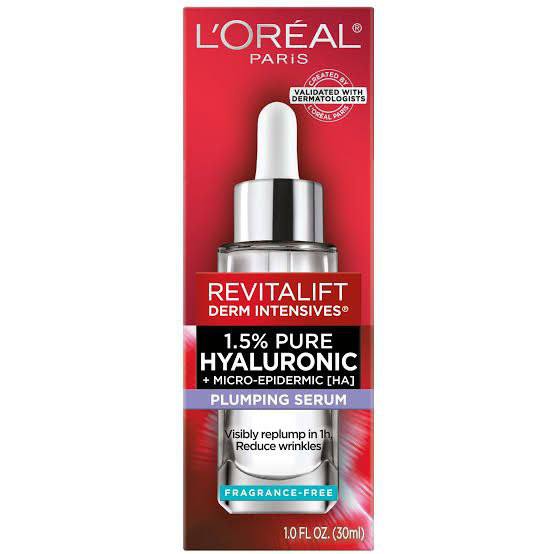 L'ORÉAL®
PARIS
CREATED BY
VALIDATED WITH
DERMATOLOGISTS
L'ORÉAL PARIS
REVITALIFT
DERM INTENSIVES®
1.5% PURE
HYALURONIC
+ MICRO-EPIDERMIC [HA]
PLUMPING SERUM
Visibly replump in 1h.
Reduce wrinkles
FRAGRANCE-FREE
1.0 FL OZ. (30ml)